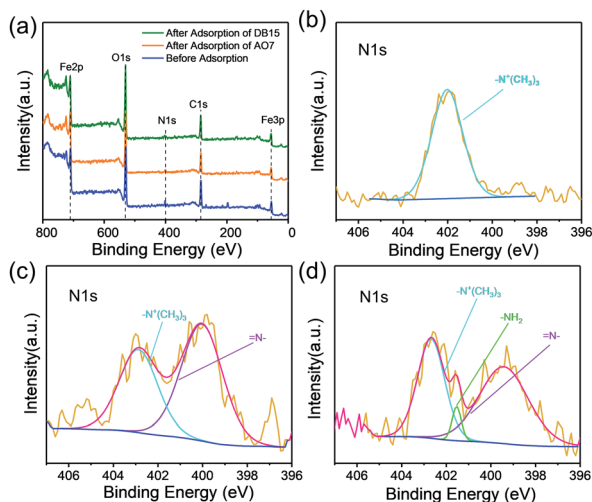 (a)
After Adsorption of DB15
After Adsorption of AO7
Before Adsorption
Fe2p
O1s
N1s
C1s
Fe3p
Intensity(a.u.)
800 600 400 200 0
Binding Energy (eV)
(b)
N1s
-N⁺(CH₃)₃
Intensity(a.u.)
406 404 402 400 398 396
Binding Energy (eV)
(c)
N1s
-N⁺(CH₃)₃
=N-
Intensity(a.u.)
406 404 402 400 398 396
Binding Energy (eV)
(d)
N1s
-N⁺(CH₃)₃
-NH₂
=N-
Intensity(a.u.)
406 404 402 400 398 396
Binding Energy (eV)